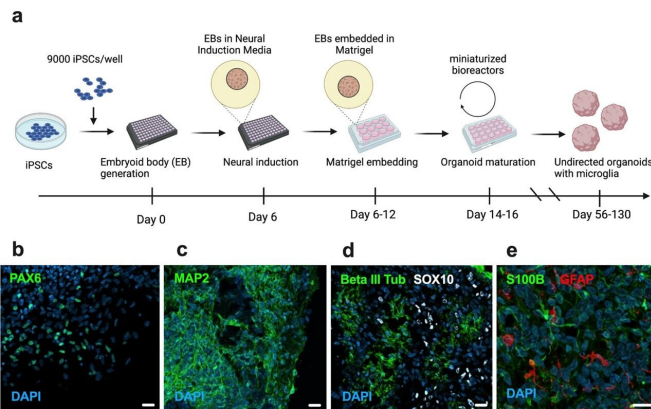 a
9000 iPSCs/well
EBs in Neural
Induction Media
EBs embedded in
Matrigel
miniaturized
bioreactors
iPSCs
Embryoid body (EB)
generation
Neural induction
Matrigel embedding
Organoid maturation
Undirected organoids
with microglia
Day 0
Day 6
Day 6-12
Day 14-16
Day 56-130
b
c
d
e
PAX6
MAP2
Beta III Tub SOX10
S100B GFAP
DAPI
DAPI
DAPI
DAPI